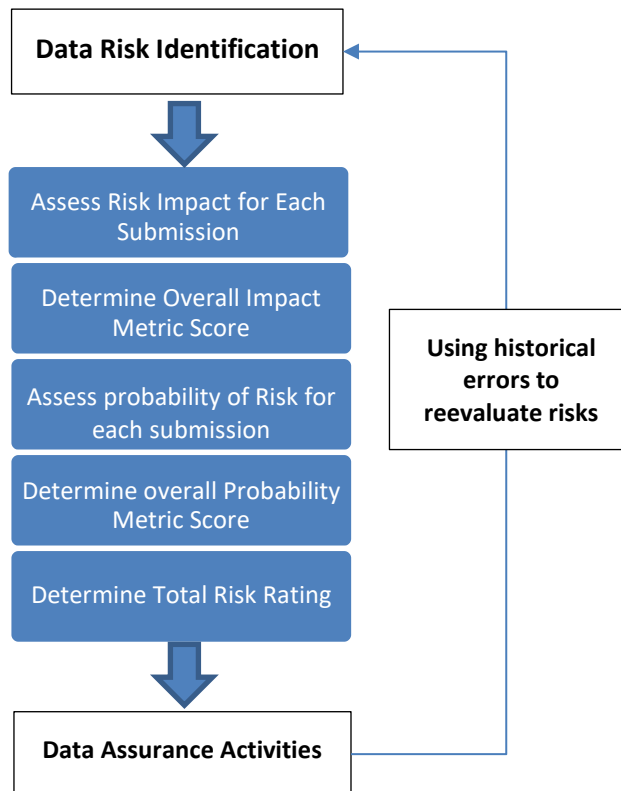 Data Risk Identification
Assess Risk Impact for Each
Submission
Determine Overall Impact
Metric Score
Assess probability of Risk for
each submission
Determine overall Probability
Metric Score
Determine Total Risk Rating
Data Assurance Activities
Using historical
errors to
reevaluate risks